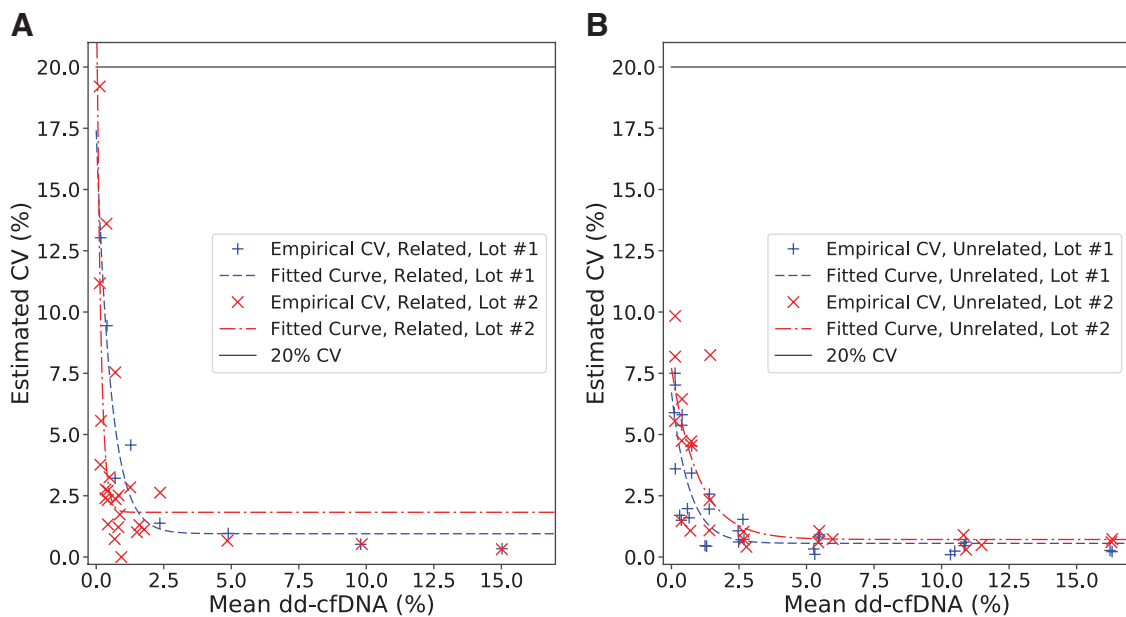 A
Estimated CV (%)
20.0
17.5
15.0
12.5
10.0
7.5
5.0
2.5
0.0
Empirical CV, Related, Lot #1
Fitted Curve, Related, Lot #1
Empirical CV, Related, Lot #2
Fitted Curve, Related, Lot #2
20% CV
0.0 2.5 5.0 7.5 10.0 12.5 15.0
Mean dd-cfDNA (%)
B
Estimated CV (%)
20.0
17.5
15.0
12.5
10.0
7.5
5.0
2.5
0.0
Empirical CV, Unrelated, Lot #1
Fitted Curve, Unrelated, Lot #1
Empirical CV, Unrelated, Lot #2
Fitted Curve, Unrelated, Lot #2
20% CV
0.0 2.5 5.0 7.5 10.0 12.5 15.0
Mean dd-cfDNA (%)